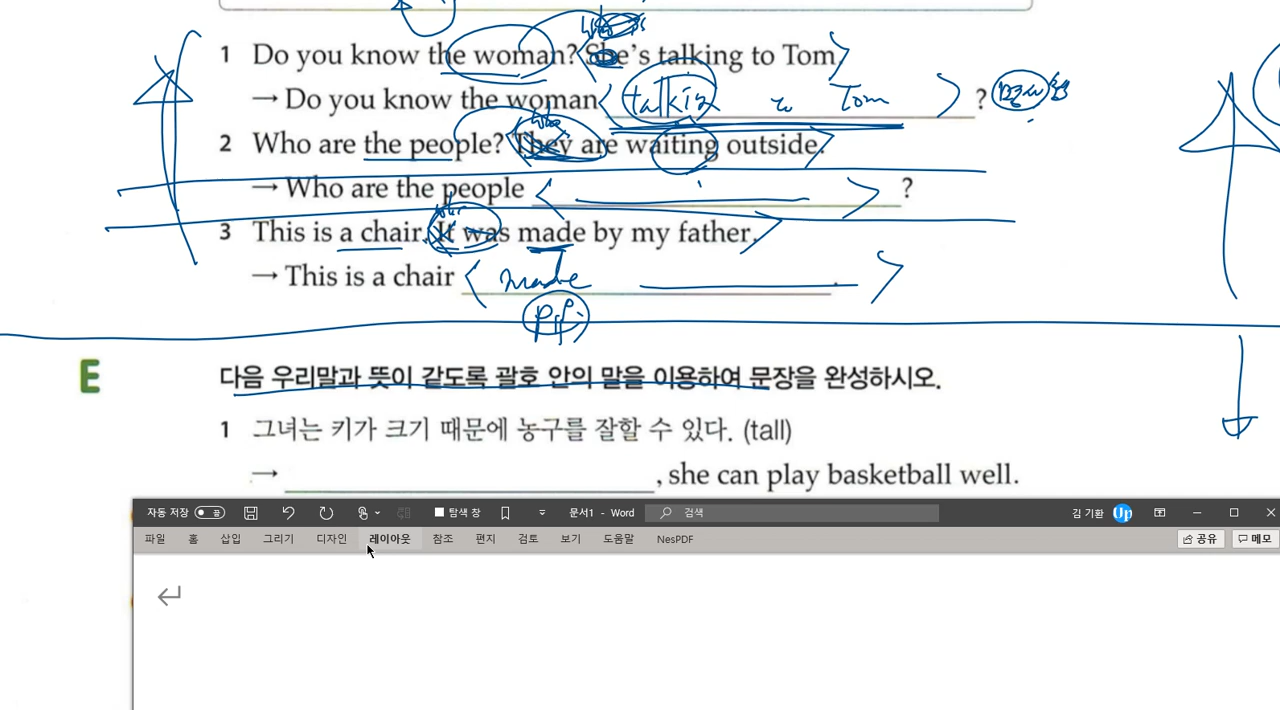 1 Do you know the woman? She's talking to Tom
→ Do you know the woman talking to Tom ?
2 Who are the people? They are waiting outside.
→ Who are the people ?
3 This is a chair. It was made by my father.
→ This is a chair made .
p.p.
E 다음 우리말과 뜻이 같도록 괄호 안의 말을 이용하여 문장을 완성하시오.
1 그녀는 키가 크기 때문에 농구를 잘할 수 있다. (tall)
→ , she can play basketball well.
자동 저장 탐색 창 문서1 - Word 검색 김 기환 Up
파일 홈 삽입 그리기 디자인 레이아웃 참조 편지 검토 보기 도움말 NesPDF 공유 메모